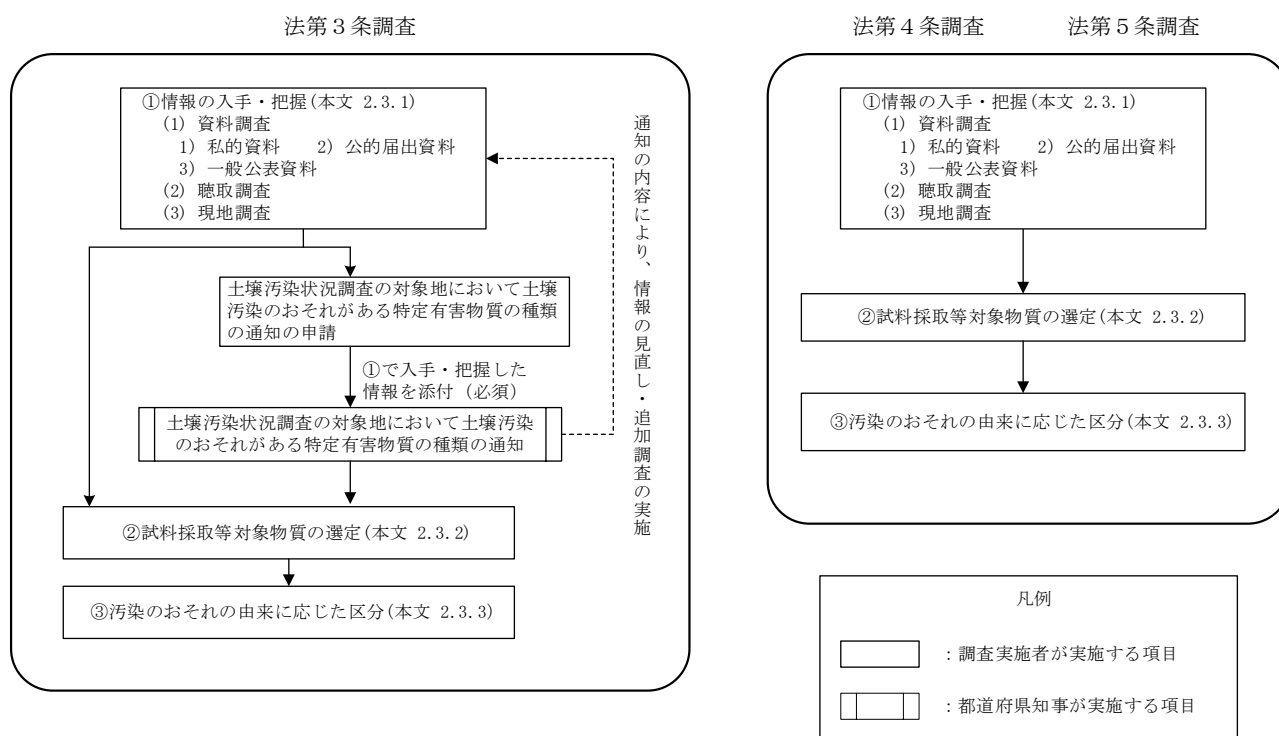 法第３条調査
①情報の入手・把握(本文 2.3.1)
(1) 資料調査
1) 私的資料　　2) 公的届出資料
3) 一般公表資料
(2) 聴取調査
(3) 現地調査
土壌汚染状況調査の対象地において土壌
汚染のおそれがある特定有害物質の種類
の通知の申請
①で入手・把握した
情報を添付（必須）
土壌汚染状況調査の対象地において土壌汚染
のおそれがある特定有害物質の種類の通知
通知の内容により、情報の見直し・追加調査の実施
②試料採取等対象物質の選定(本文 2.3.2)
③汚染のおそれの由来に応じた区分(本文 2.3.3)
法第４条調査　　法第５条調査
①情報の入手・把握(本文 2.3.1)
(1) 資料調査
1) 私的資料　　2) 公的届出資料
3) 一般公表資料
(2) 聴取調査
(3) 現地調査
②試料採取等対象物質の選定(本文 2.3.2)
③汚染のおそれの由来に応じた区分(本文 2.3.3)
凡例
：調査実施者が実施する項目
：都道府県知事が実施する項目